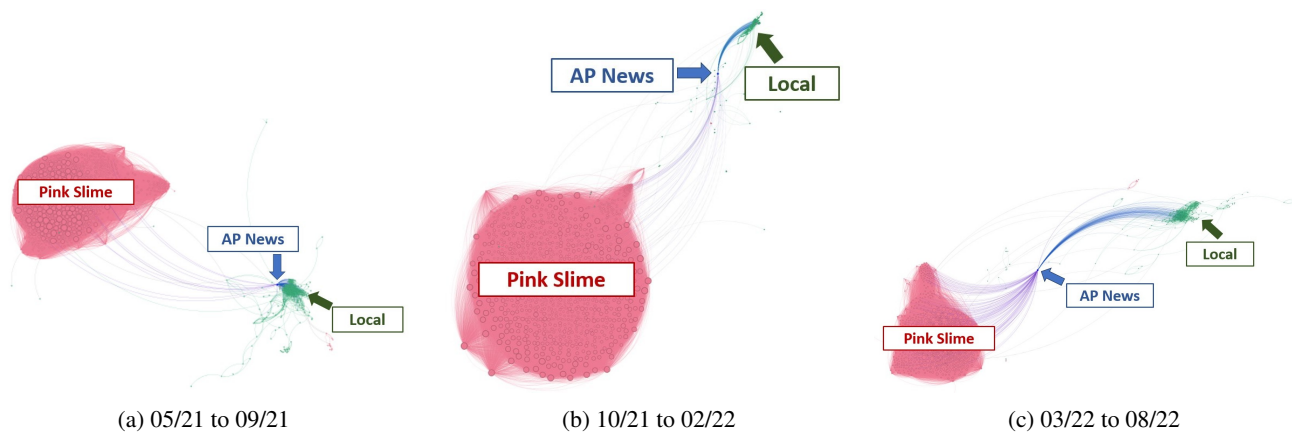 Pink Slime
AP News
Local
(a) 05/21 to 09/21
AP News
Local
Pink Slime
(b) 10/21 to 02/22
Local
AP News
Pink Slime
(c) 03/22 to 08/22